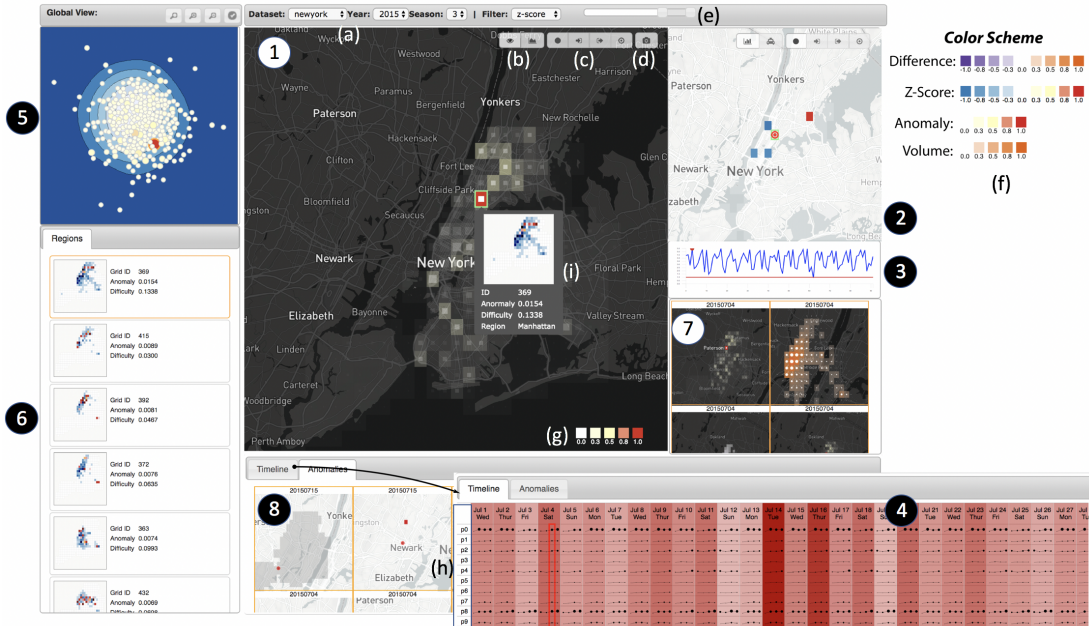 Global View:
Dataset: newyork Year: 2015 Season: 3 | Filter: z-score
(e)
(a)
(b)
(c)
(d)
1
Oakland
Westwood
Eastchester
Harrison
Wayne
Paramus
Bergenfield
Yonkers
Paterson
New Rochelle
Hackensack
Clifton
Fort Lee
Glen C
Cliffside Park
Bloomfield
Secaucus
ngston
Newark
New York
Floral Park
Hemp
Elizabeth
Bayonne
Valley Stream
Linden
Carteret
Long Beach
Woodbridge
Perth Amboy
(i)
ID 369
Anormaly 0.0154
Difficulty 0.1338
Region Manhattan
(g)
0.0 0.3 0.5 0.8 1.0
5
Regions
Grid ID 369
Anomaly 0.0154
Difficulty 0.1338
Grid ID 415
Anomaly 0.0089
Difficulty 0.0300
Grid ID 392
Anomaly 0.0081
Difficulty 0.0467
Grid ID 372
Anomaly 0.0076
Difficulty 0.0635
Grid ID 363
Anomaly 0.0074
Difficulty 0.0993
Grid ID 432
Anomaly 0.0069
6
White Plains
Yonkers
Paterson
Newark
New York
zabeth
Hemp
2
3
20150704 20150704
7
Paterson
20150704 20150704
Color Scheme
Difference:
-1.0 -0.8 -0.5 -0.3 0.0 0.3 0.5 0.8 1.0
Z-Score:
-1.0 -0.8 -0.5 -0.3 0.0 0.3 0.5 0.8 1.0
Anomaly:
0.0 0.3 0.5 0.8 1.0
Volume:
0.0 0.3 0.5 0.8 1.0
(f)
Timeline Anomalies
20150715 20150715
8
Yonke
ingston
Newark
Ne
Elizabeth
(h)
20150704 20150704
Paterson
Timeline Anomalies
4
Jul 1 Jul 2 Jul 3 Jul 4 Jul 5 Jul 6 Jul 7 Jul 8 Jul 9 Jul 10 Jul 11 Jul 12 Jul 13 Jul 14 Jul 15 Jul 16 Jul 17 Jul 18 Jul 21 Jul 22 Jul 23 Jul 24 Jul 25 Jul 26 Jul 27
Wed Thur Fri Sat Sun Mon Tue Wed Thur Fri Sat Sun Mon Tue Wed Thur Fri Sat Tue Wed Thur Fri Sat Sun Mon
p0
p1
p2
p3
p4
p5
p6
p7
p8
p9